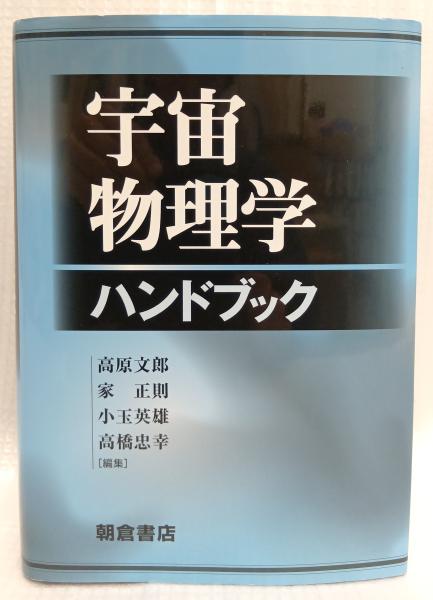 宇宙
物理学
ハンドブック
高原文郎
家 正則
小玉英雄
高橋忠幸
[編集]
朝倉書店